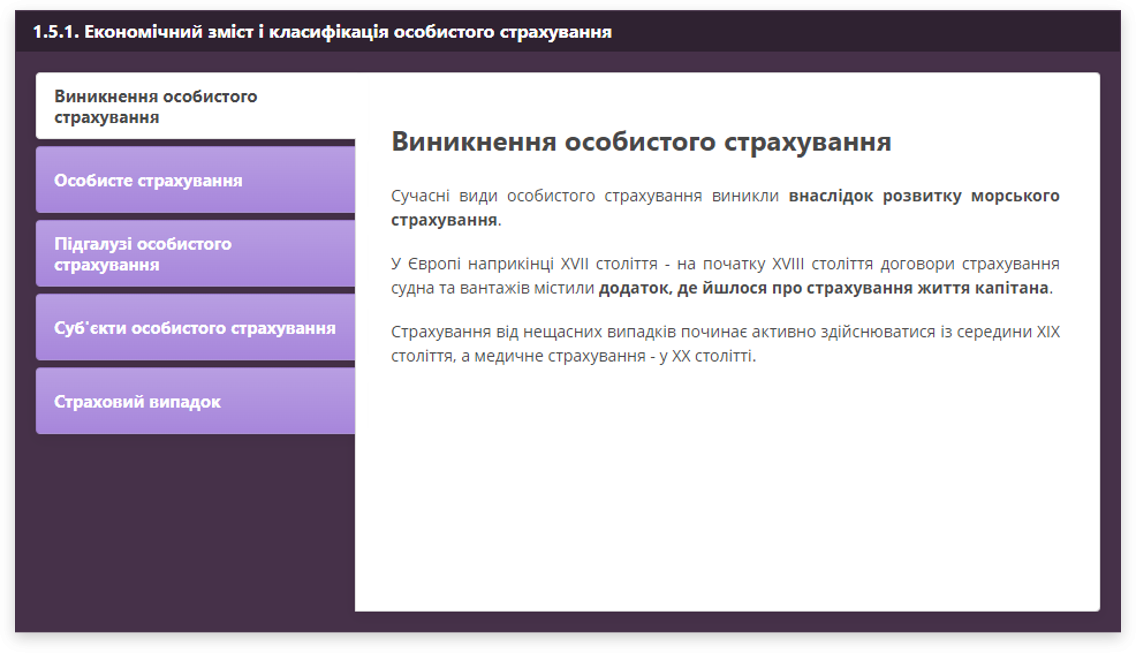 1.5.1. Економічний зміст і класифікація особистого страхування
Виникнення особистого
страхування
Особисте страхування
Підгалузі особистого
страхування
Суб'єкти особистого страхування
Страховий випадок
Виникнення особистого страхування
Сучасні види особистого страхування виникли внаслідок розвитку морського
страхування.
У Європі наприкінці XVII століття - на початку XVIII століття договори страхування
судна та вантажів містили додаток, де йшлося про страхування життя капітана.
Страхування від нещасних випадків починає активно здійснюватися із середини XIX
століття, а медичне страхування - у XX столітті.